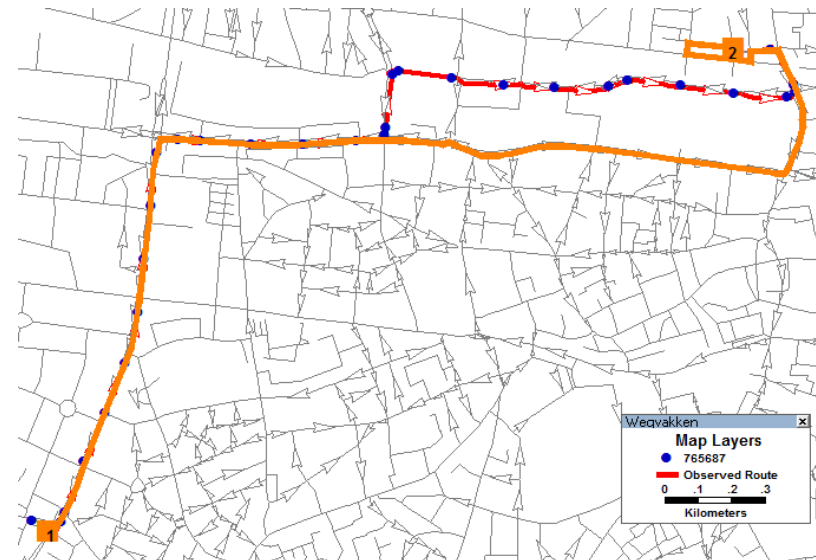 2
1
Wegvakken
Map Layers
765687
Observed Route
0 .1 .2 .3
Kilometers